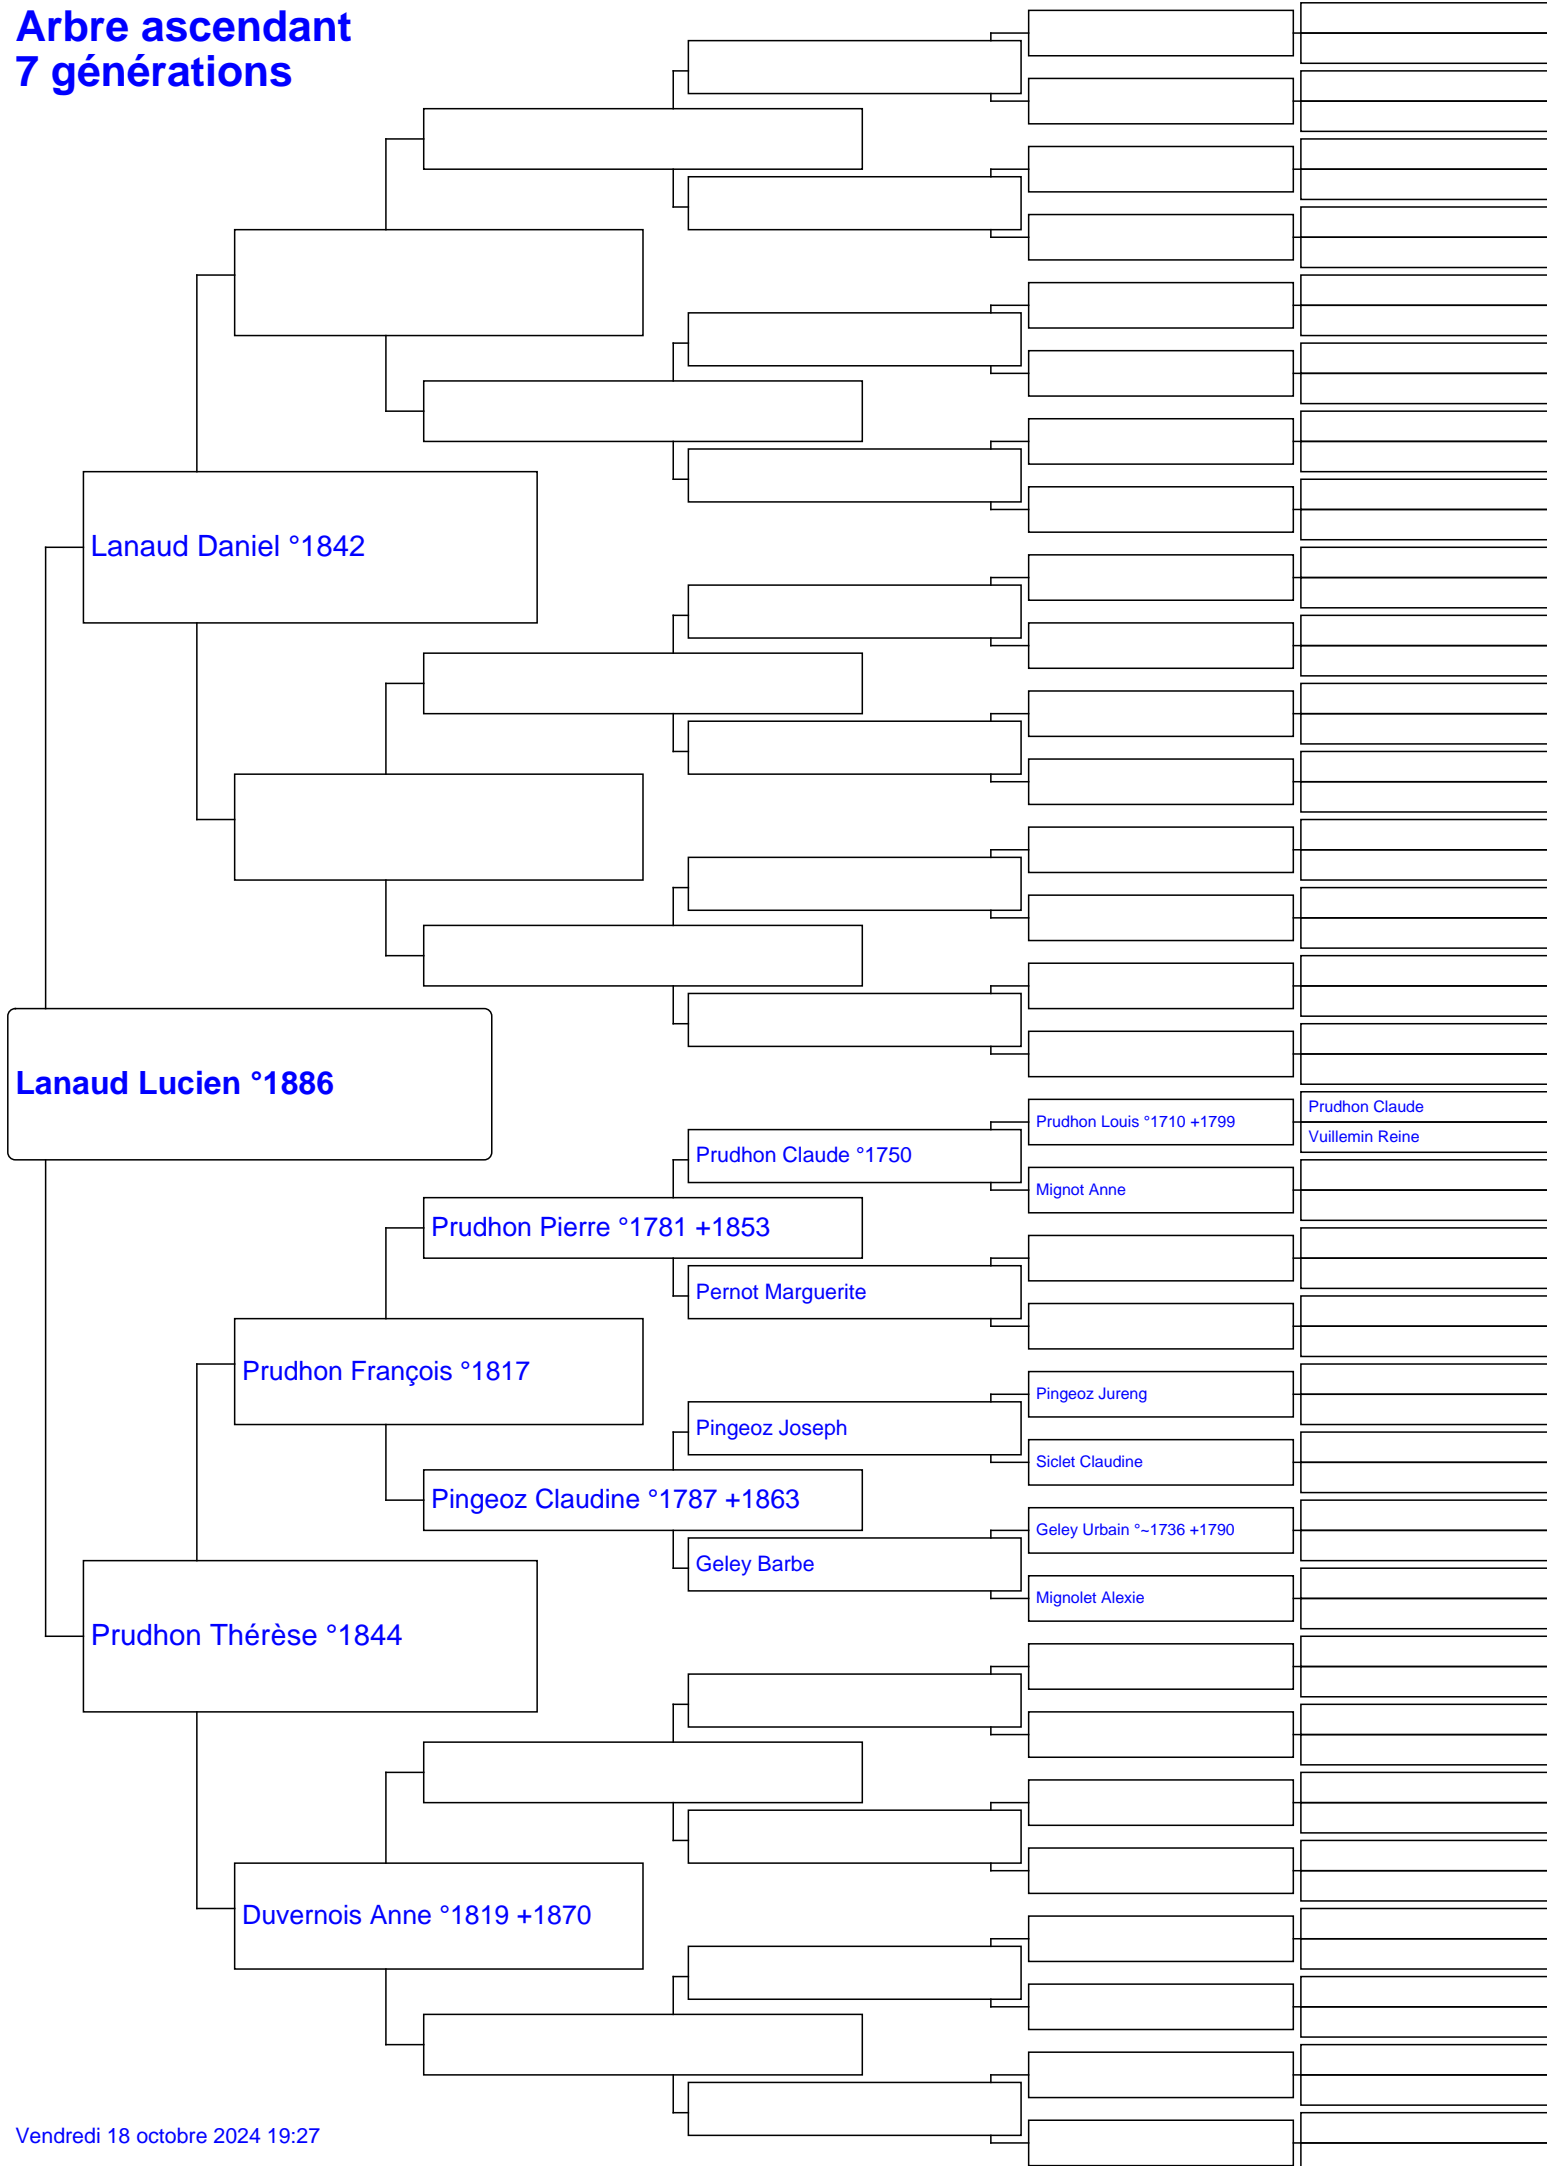 Arbre ascendant
7 générations
Lanaud Daniel °1842
Lanaud Lucien °1886
Prudhon Claude
Prudhon Louis °1710 +1799
Vuillemin Reine
Prudhon Claude °1750
Mignot Anne
Prudhon Pierre °1781 +1853
Pernot Marguerite
Prudhon François °1817
Pingeoz Jureng
Pingeoz Joseph
Siclet Claudine
Pingeoz Claudine °1787 +1863
Geley Urbain °~1736 +1790
Geley Barbe
Mignolet Alexie
Prudhon Thérèse °1844
Duvernois Anne °1819 +1870
Vendredi 18 octobre 2024 19:27